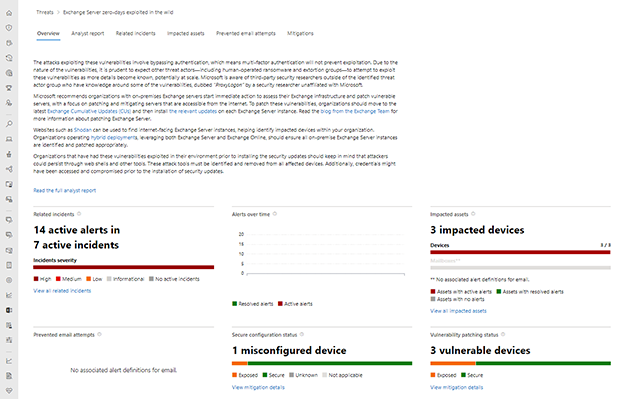 Threats > Exchange Server zero-days exploited in the wild
Overview Analyst report Related incidents Impacted assets Prevented email attempts Mitigations
The attacks exploiting these vulnerabilities involve bypassing authentication, which means multi-factor authentication will not prevent exploitation. Due to the
nature of the vulnerabilities, it is prudent to expect other threat actors—including human-operated ransomware and extortion groups—to attempt to exploit
these vulnerabilities as more details become known, potentially at scale. Microsoft is aware of third-party security researchers outside of the identified threat
actor group who have knowledge around some of the vulnerabilities, dubbed "ProxyLogon" by a security researcher unaffiliated with Microsoft.
Microsoft recommends organizations with on-premises Exchange servers start immediate action to assess their Exchange infrastructure and patch vulnerable
servers, with a focus on patching and mitigating servers that are accessible from the internet. To patch these vulnerabilities, organizations should move to the
latest Exchange Cumulative Updates (CUs) and then install the relevant updates on each Exchange Server instance. Read the blog from the Exchange Team for
more information about patching Exchange Server.
Websites such as Shodan can be used to find internet-facing Exchange Server instances, helping identify impacted devices within your organization.
Organizations operating hybrid deployments, leveraging both Exchange Server and Exchange Online, should ensure all on-premise Exchange Server Instances
are identified and patched appropriately.
Organizations that have had these vulnerabilities exploited in their environment prior to installing the security updates should keep in mind that attackers
could persist through web shells and other tools. These attack tools must be identified and removed from all affected devices. Additionally, credentials might
have been accessed and compromised prior to the installation of security updates.
Read the full analyst report
Related incidents
14 active alerts in
7 active incidents
Incidents severity
High Medium Low Informational No active incidents
View all related incidents
Alerts over time
20
15
10
5
0
Resolved alerts Active alerts
Impacted assets
3 impacted devices
Devices 3 / 3
Mailboxes**
** No associated alert definitions for email.
Assets with active alerts Assets with resolved alerts
Assets with no alerts
View all impacted assets
Prevented email attempts
No associated alert definitions for email.
Secure configuration status
1 misconfigured device
Exposed Secure Unknown Not applicable
View mitigation details
Vulnerability patching status
3 vulnerable devices
Exposed Secure
View mitigation details